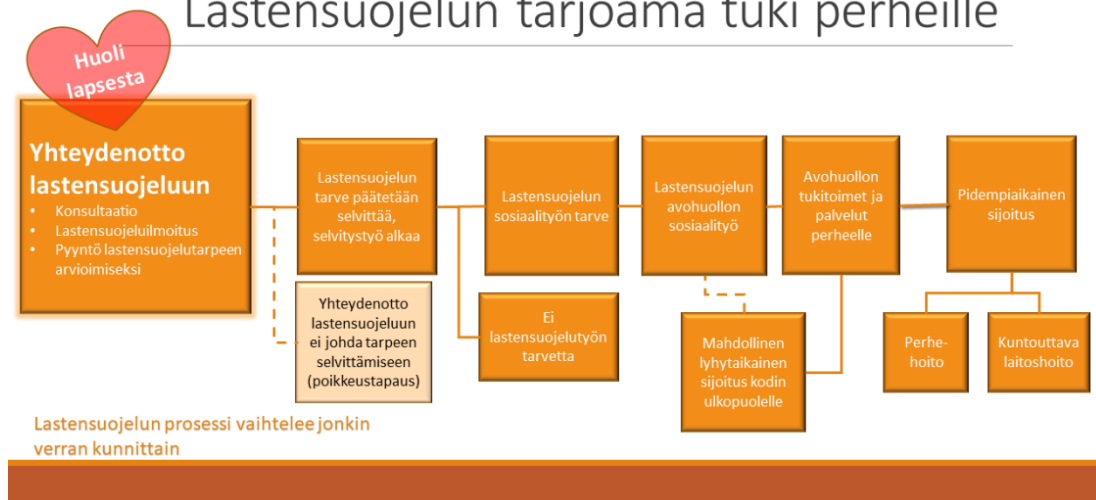 Lastensuojelun tarjoama tuki perheille
Huoli
lapsesta
Yhteydenotto
lastensuojeluun
• Konsultaatio
• Lastensuojeluilmoitus
• Pyyntö lastensuojelutarpeen
arvioimiseksi
Lastensuojelun
tarve päätetään
selvittää,
selvitystyö alkaa
Yhteydenotto
lastensuojeluun
ei johda tarpeen
selvittämiseen
(poikkeustapaus)
Lastensuojelun
sosiaalityön tarve
Ei
lastensuojelutyön
tarvetta
Lastensuojelun
avohuollon
sosiaalityö
Mahdollinen
lyhytaikainen
sijoitus kodin
ulkopuolelle
Avohuollon
tukitoimet ja
palvelut
perheelle
Pidempiaikainen
sijoitus
Perhe-
hoito
Kuntouttava
laitoshoito
Lastensuojelun prosessi vaihtelee jonkin
verran kunnittain